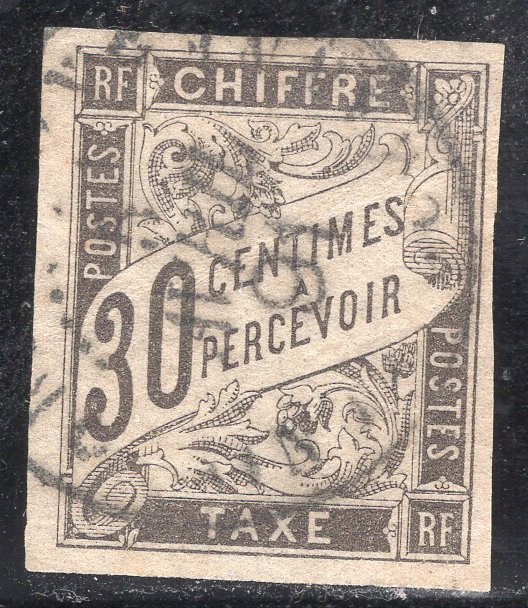 RF CHIFFRE
POSTES
30 CENTIMES
À
PERCEVOIR
POSTES
TAXE RF